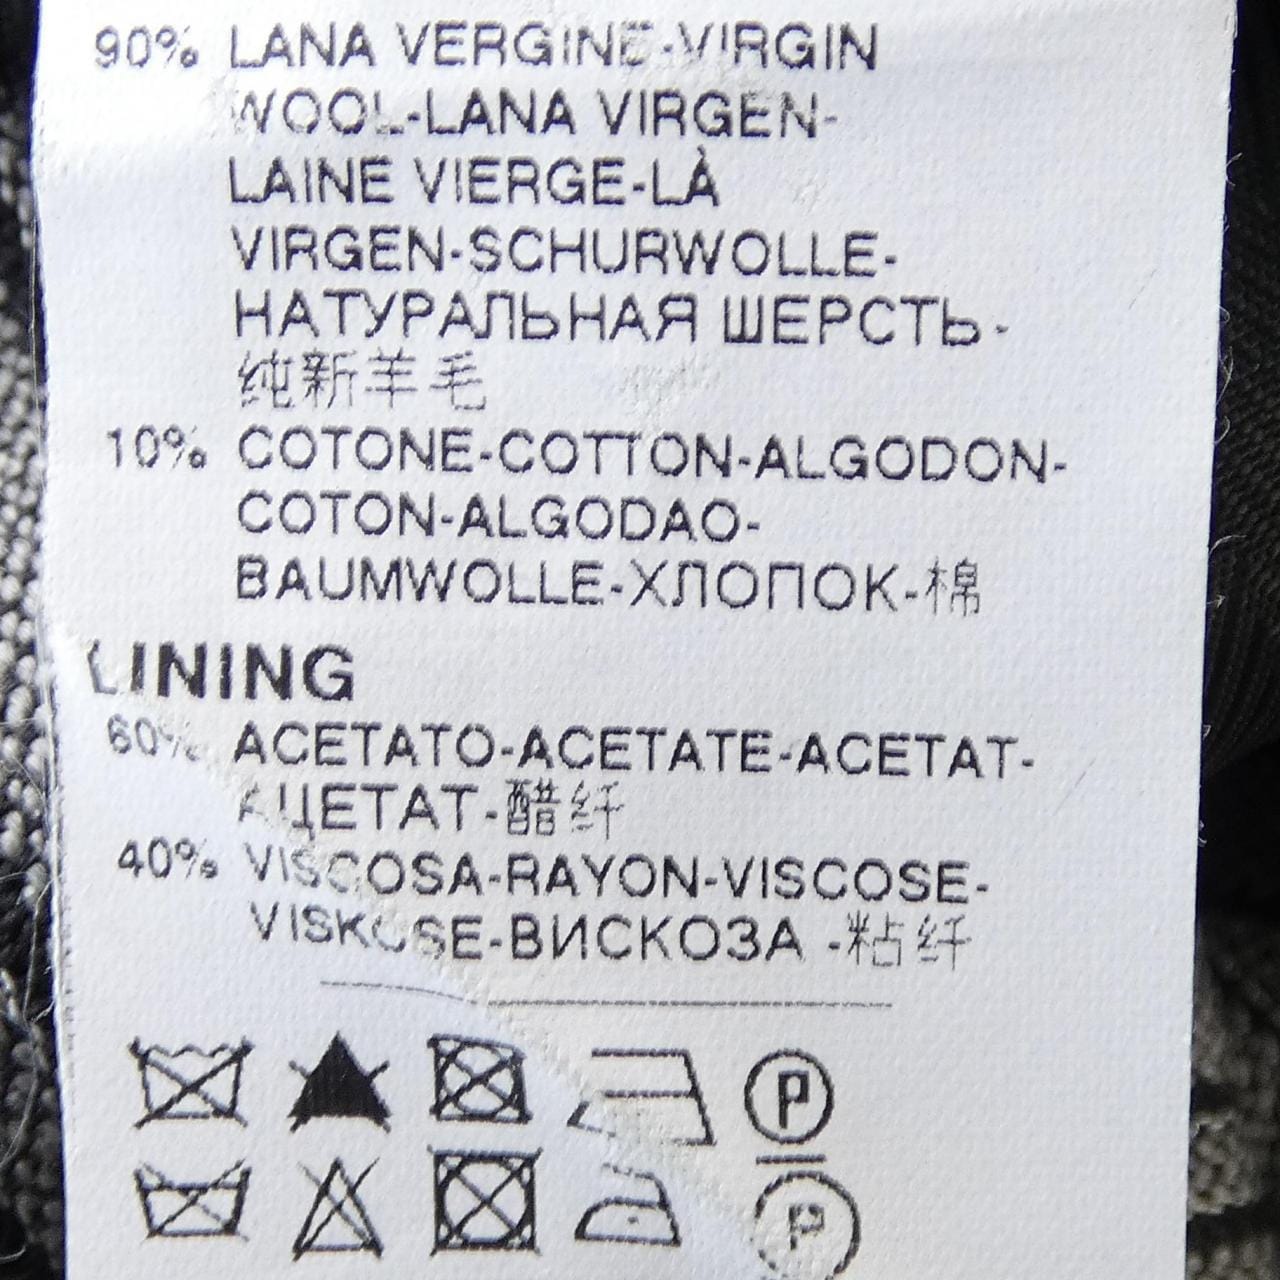 90% LANA VERGINE-VIRGIN
WOOL-LANA VIRGEN-
LAINE VIERGE-LÀ
VIRGEN-SCHURWOLLE-
НАТУРАЛЬНАЯ ШЕРСТЬ-
纯新羊毛
10% COTONE-COTTON-ALGODON-
COTON-ALGODAO-
BAUMWOLLE-ХЛОПОК-棉
LINING
60% ACETATO-ACETATE-ACETAT-
АЦЕТАТ-醋纤
40% VISCOSA-RAYON-VISCOSE-
VISKOSE-ВИСКОЗА -粘纤
P
P